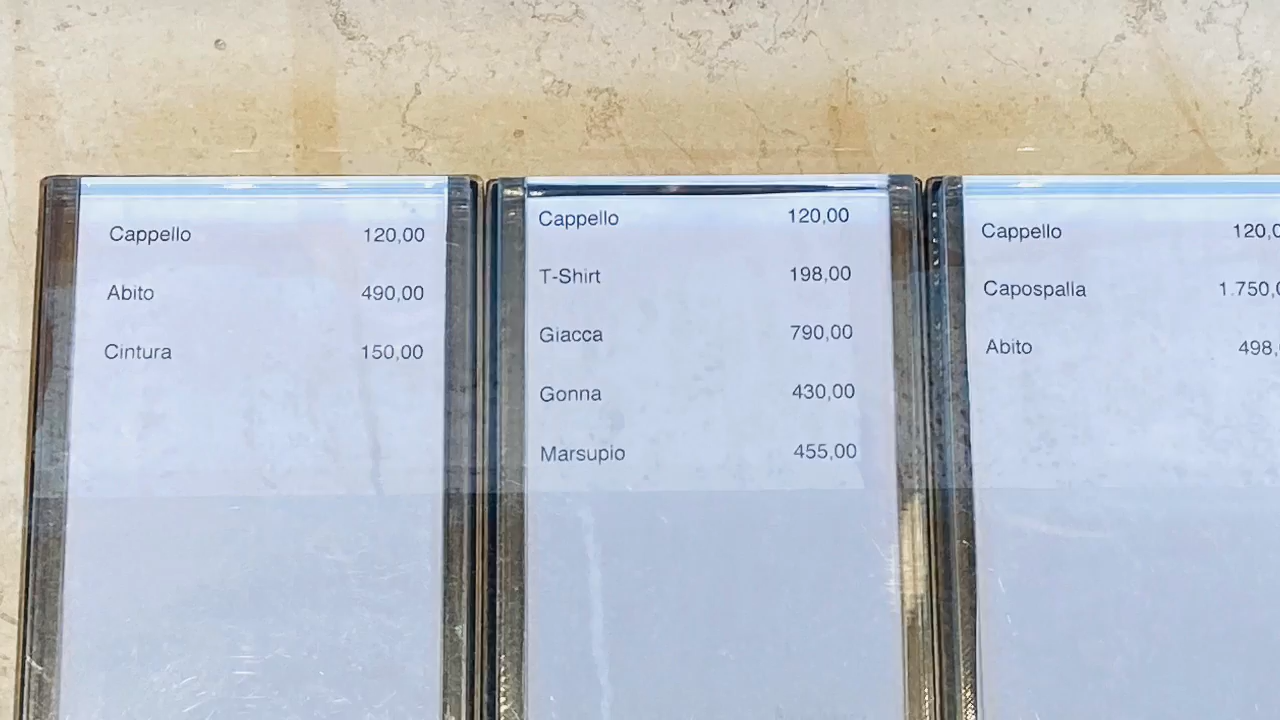 Cappello 120,00
Abito 490,00
Cintura 150,00
Cappello 120,00
T-Shirt 198,00
Giacca 790,00
Gonna 430,00
Marsupio 455,00
Cappello
Capospalla
Abito